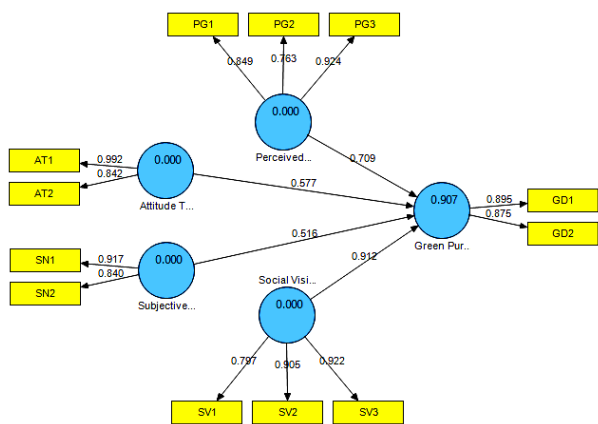 PG1 PG2 PG3
0.849 0.763 0.924
0.000
Perceived...
0.709
AT1
0.992
AT2
0.842
0.000
Attitude T...
0.577
0.907
Green Pur..
0.895
GD1
0.875
GD2
SN1
0.917
SN2
0.840
0.000
Subjective...
0.516
Social Visi...
0.912
0.000
0.797 0.905 0.922
SV1 SV2 SV3